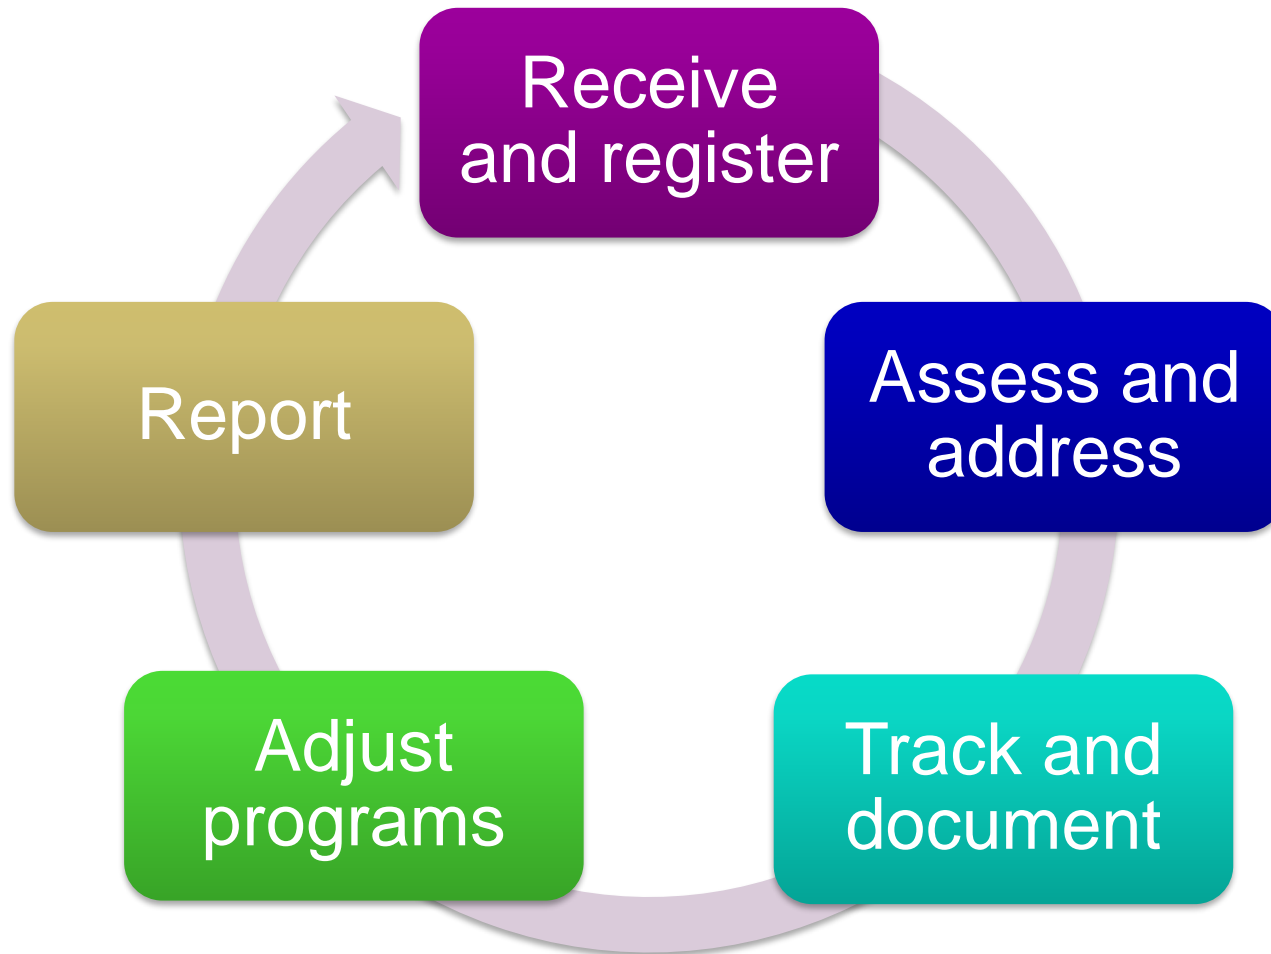 Receive
and register
Assess and
address
Track and
document
Adjust
programs
Report